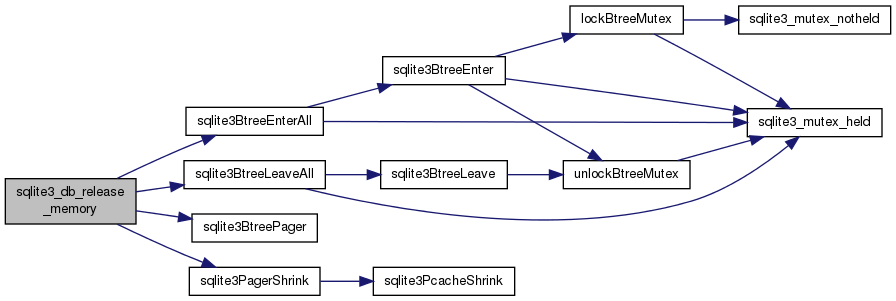 lockBtreeMutex
sqlite3_mutex_notheld
sqlite3BtreeEnter
sqlite3BtreeEnterAll
sqlite3_mutex_held
sqlite3BtreeLeaveAll
sqlite3BtreeLeave
unlockBtreeMutex
sqlite3_db_release
_memory
sqlite3BtreePager
sqlite3PagerShrink
sqlite3PcacheShrink